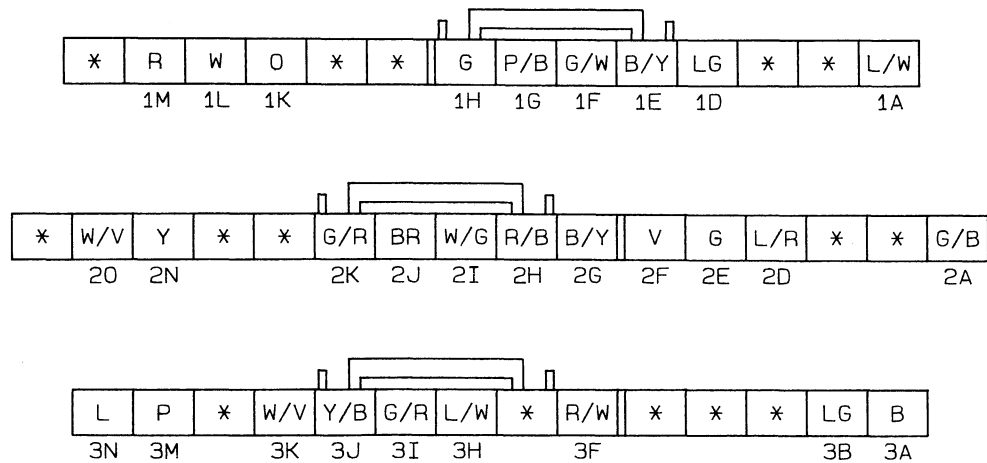 * R W O * * G P/B G/W B/Y LG * * L/W
1M 1L 1K 1H 1G 1F 1E 1D 1A
* W/V Y * * G/R BR W/G R/B B/Y V G L/R * * G/B
2O 2N 2K 2J 2I 2H 2G 2F 2E 2D 2A
L P * W/V Y/B G/R L/W * R/W * * * LG B
3N 3M 3K 3J 3I 3H 3F 3B 3A